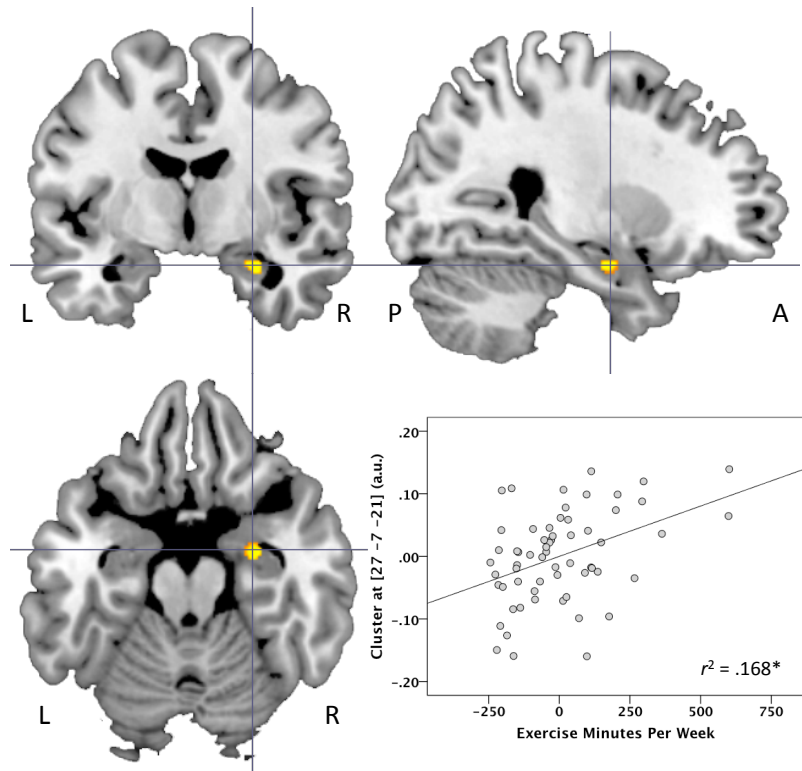 L
R
P
A
L
R
.20
.10
.00
-.10
-.20
Cluster at [27 -7 -21] (a.u.)
r² = .168*
-250
0
250
500
750
Exercise Minutes Per Week